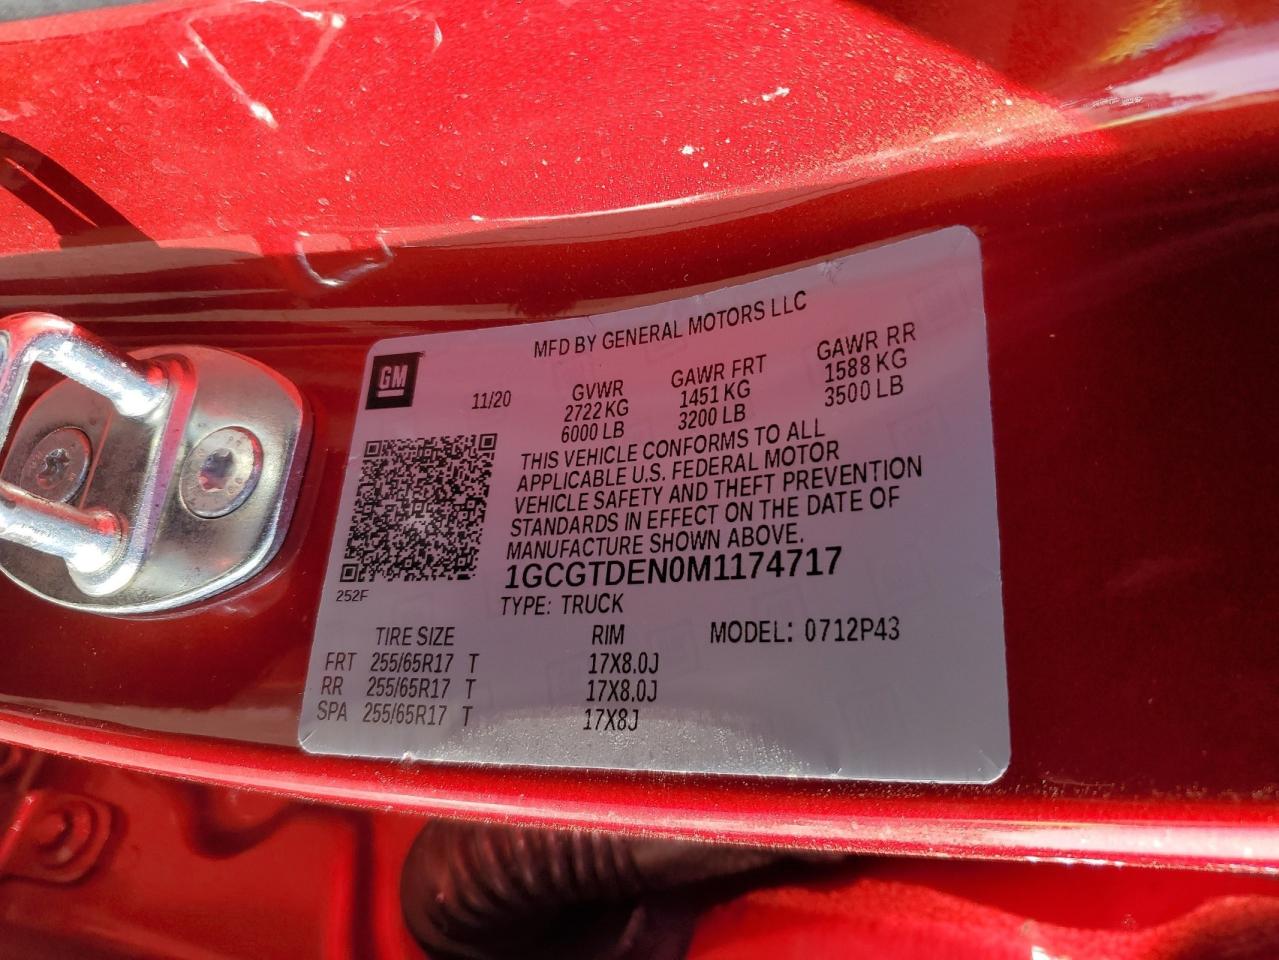 MFD BY GENERAL MOTORS LLC
GM
11/20
GVWR GAWR FRT GAWR RR
2722 KG 1451 KG 1588 KG
6000 LB 3200 LB 3500 LB
THIS VEHICLE CONFORMS TO ALL
APPLICABLE U.S. FEDERAL MOTOR
VEHICLE SAFETY AND THEFT PREVENTION
STANDARDS IN EFFECT ON THE DATE OF
MANUFACTURE SHOWN ABOVE.
1GCGTDEN0M1174717
252F
TYPE: TRUCK
TIRE SIZE RIM MODEL: 0712P43
FRT 255/65R17 T 17X8.0J
RR 255/65R17 T 17X8.0J
SPA 255/65R17 T 17X8J